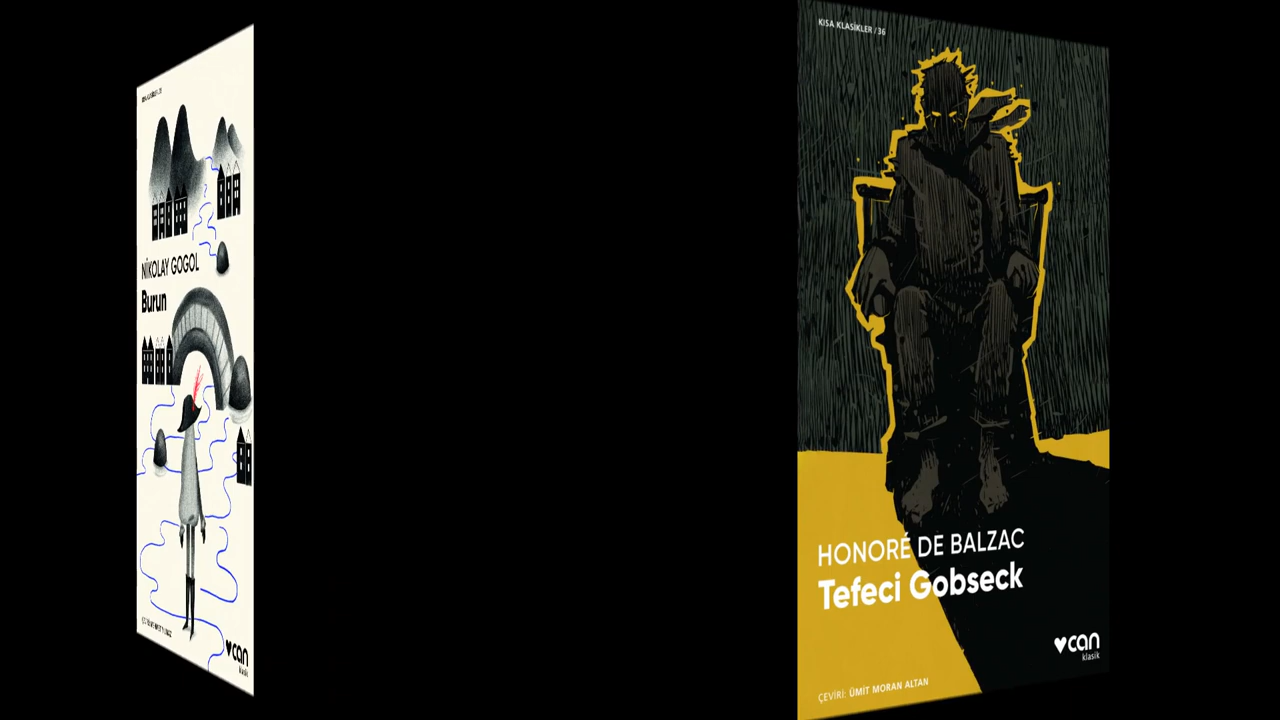 NİKOLAY GOGOL
Burun
can
klasik
KISA KLASİKLER / 36
HONORÉ DE BALZAC
Tefeci Gobseck
can
klasik
ÇEVİRİ: ÜMİT MORAN ALTAN